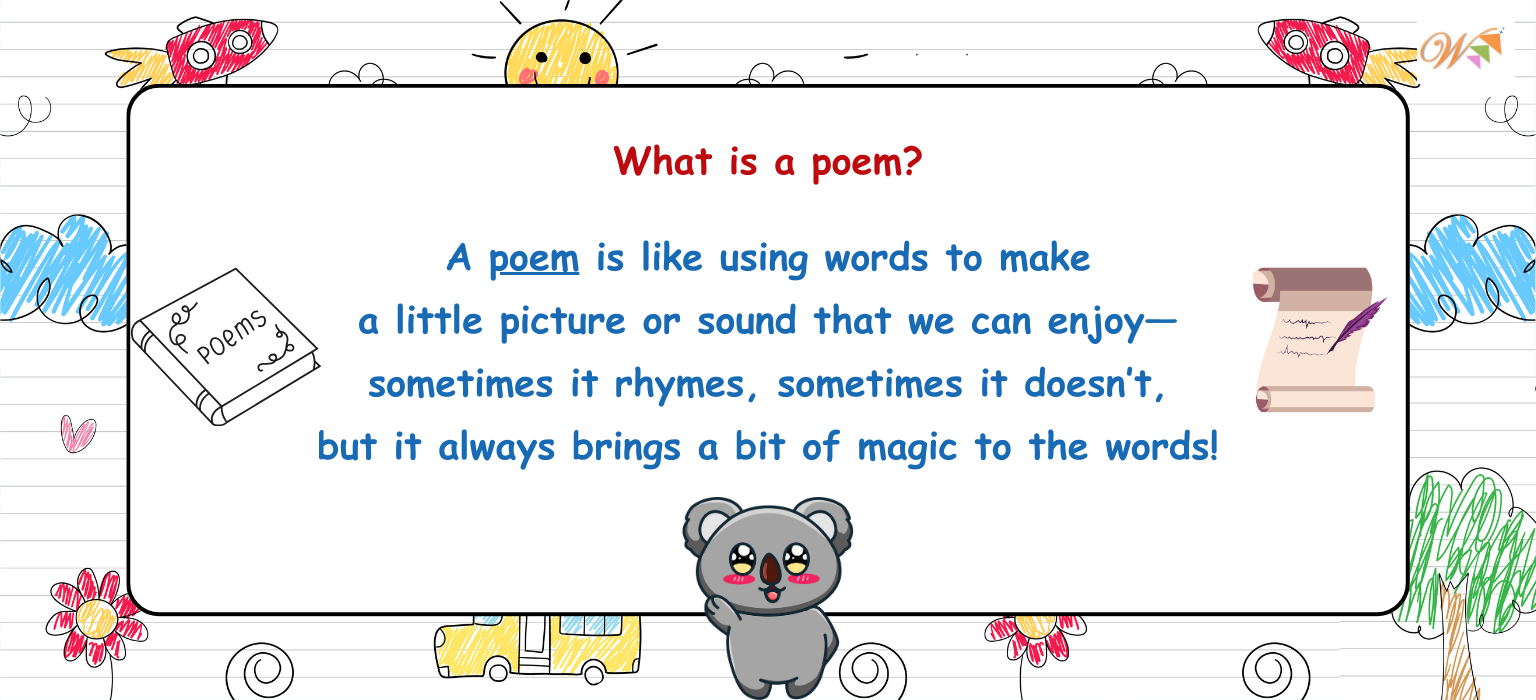 W
What is a poem?
A poem is like using words to make
a little picture or sound that we can enjoy—
poems
sometimes it rhymes, sometimes it doesn't,
but it always brings a bit of magic to the words!